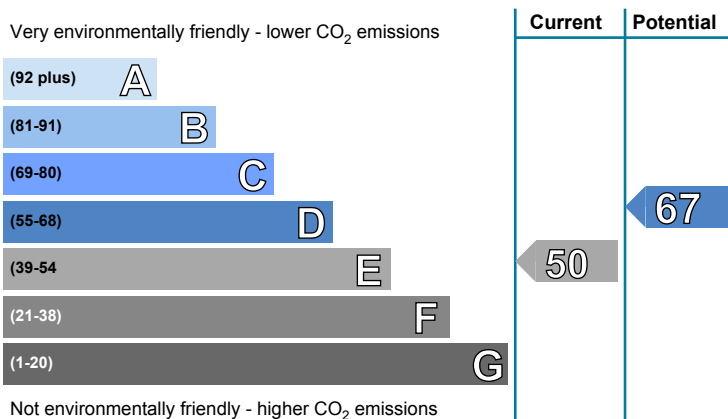 Very environmentally friendly - lower CO₂ emissions
Current
Potential
(92 plus) A
(81-91) B
(69-80) C
(55-68) D
67
(39-54 E
50
(21-38) F
(1-20) G
Not environmentally friendly - higher CO₂ emissions